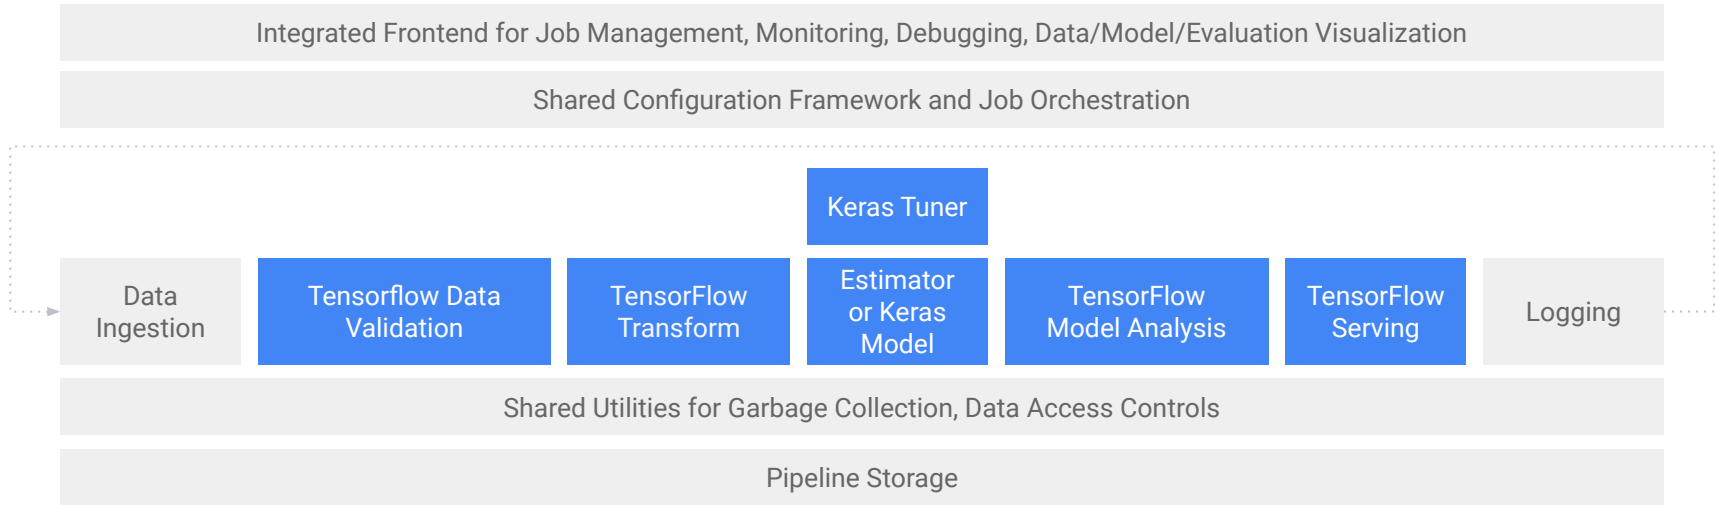 Integrated Frontend for Job Management, Monitoring, Debugging, Data/Model/Evaluation Visualization
Shared Configuration Framework and Job Orchestration
Keras Tuner
Data
Ingestion
Tensorflow Data
Validation
TensorFlow
Transform
Estimator
or Keras
Model
TensorFlow
Model Analysis
TensorFlow
Serving
Logging
Shared Utilities for Garbage Collection, Data Access Controls
Pipeline Storage